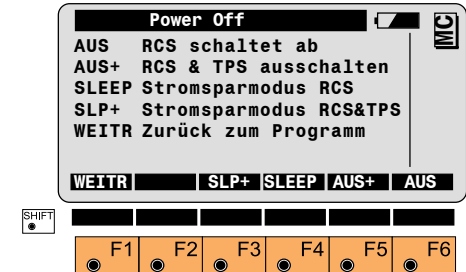 Power Off
MC
AUS RCS schaltet ab
AUS+ RCS & TPS ausschalten
SLEEP Stromsparmodus RCS
SLP+ Stromsparmodus RCS&TPS
WEITR Zurück zum Programm
WEITR SLP+ SLEEP AUS+ AUS
SHIFT
F1 F2 F3 F4 F5 F6